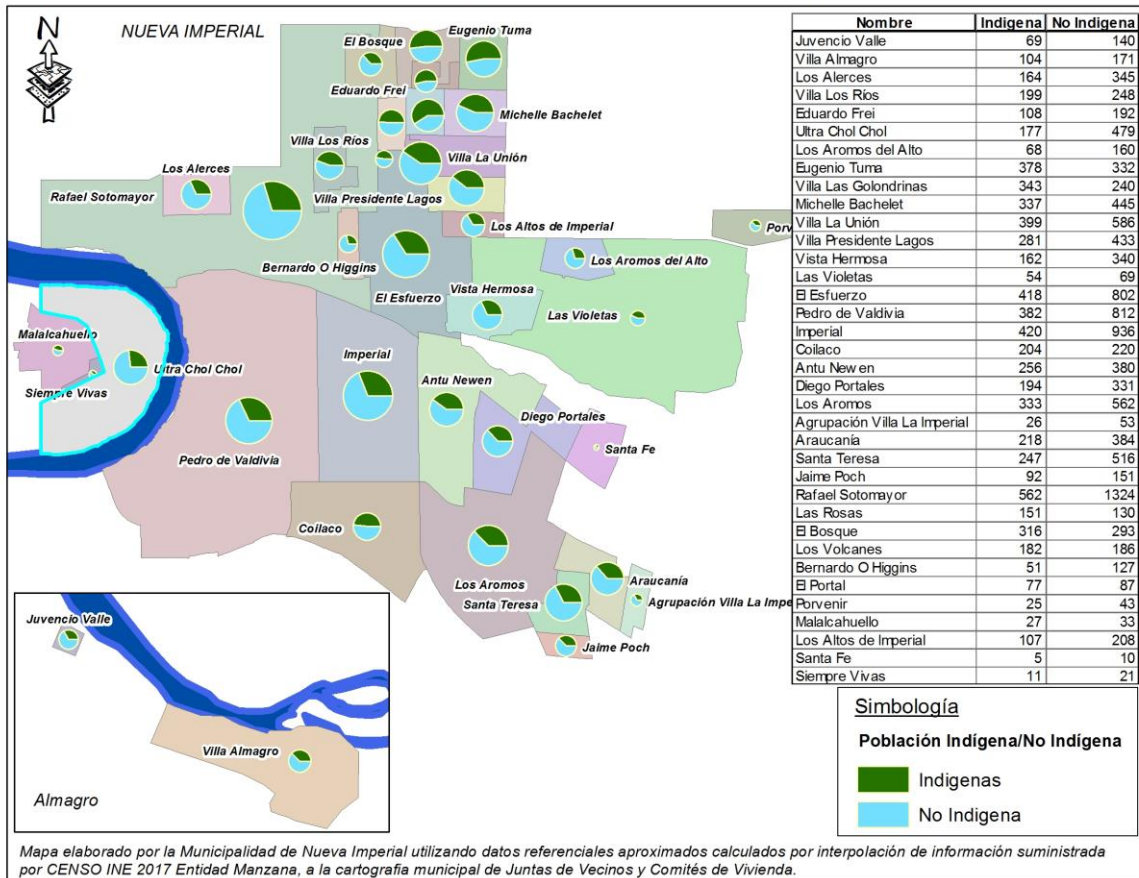 NUEVA IMPERIAL
N
El Bosque
Eugenio Tuma
Eduardo Frei
Michelle Bachelet
Villa Los Ríos
Villa La Unión
Los Alerces
Rafael Sotomayor
Villa Presidente Lagos
Los Altos de Imperial
Porv
Bernardo O Higgins
Los Aromos del Alto
El Esfuerzo
Vista Hermosa
Las Violetas
Malalcahuello
Ultra Chol Chol
Siempre Vivas
Imperial
Antu Newen
Diego Portales
Santa Fe
Pedro de Valdivia
Coilaco
Los Aromos
Araucanía
Santa Teresa
Agrupación Villa La Impe
Jaime Poch
Juvencio Valle
Villa Almagro
Almagro
Nombre Indigena No Indigena
Juvencio Valle 69 140
Villa Almagro 104 171
Los Alerces 164 345
Villa Los Ríos 199 248
Eduardo Frei 108 192
Ultra Chol Chol 177 479
Los Aromos del Alto 68 160
Eugenio Tuma 378 332
Villa Las Golondrinas 343 240
Michelle Bachelet 337 445
Villa La Unión 399 586
Villa Presidente Lagos 281 433
Vista Hermosa 162 340
Las Violetas 54 69
El Esfuerzo 418 802
Pedro de Valdivia 382 812
Imperial 420 936
Coilaco 204 220
Antu Newen 256 380
Diego Portales 194 331
Los Aromos 333 562
Agrupación Villa La Imperial 26 53
Araucanía 218 384
Santa Teresa 247 516
Jaime Poch 92 151
Rafael Sotomayor 562 1324
Las Rosas 151 130
El Bosque 316 293
Los Volcanes 182 186
Bernardo O Higgins 51 127
El Portal 77 87
Porvenir 25 43
Malalcahuello 27 33
Los Altos de Imperial 107 208
Santa Fe 5 10
Siempre Vivas 11 21
Simbología
Población Indígena/No Indígena
Indigenas
No Indigena
Mapa elaborado por la Municipalidad de Nueva Imperial utilizando datos referenciales aproximados calculados por interpolación de información suministrada
por CENSO INE 2017 Entidad Manzana, a la cartografía municipal de Juntas de Vecinos y Comités de Vivienda.